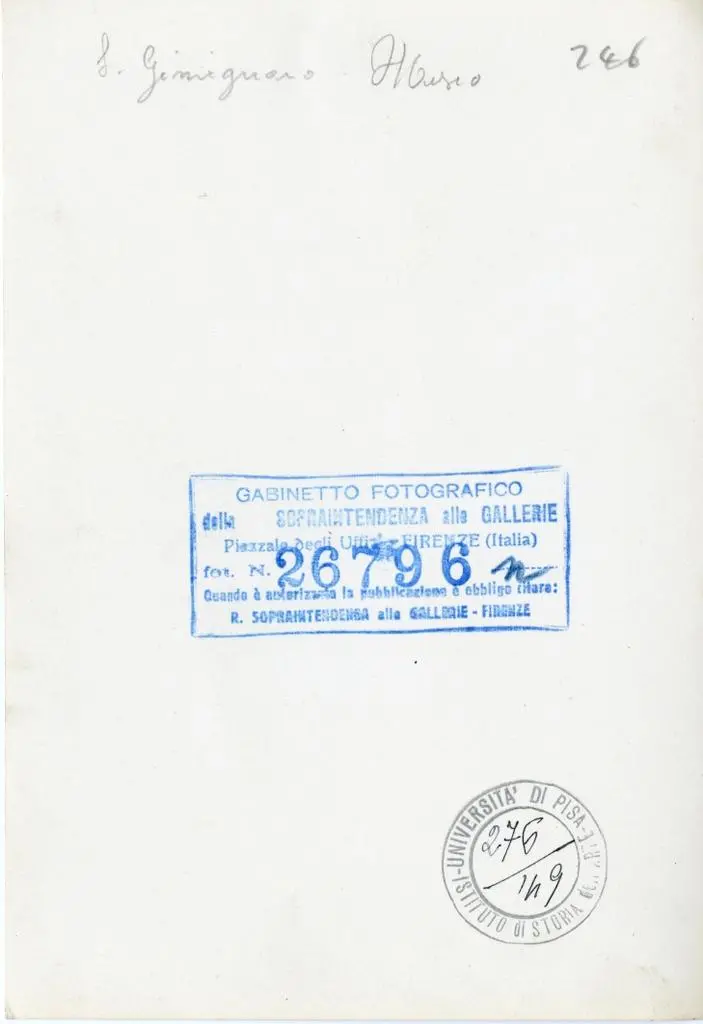 S. Gimignano Museo 246
GABINETTO FOTOGRAFICO
della SOPRAINTENDENZA alle GALLERIE
Piazzale degli Uffizi - FIRENZE (Italia)
fot. N. 26796 n
Quando è autorizzata la pubblicazione è obbligo citare:
R. SOPRAINTENDENZA alle GALLERIE - FIRENZE
UNIVERSITA' DI PISA
ISTITUTO di STORIA
276
149